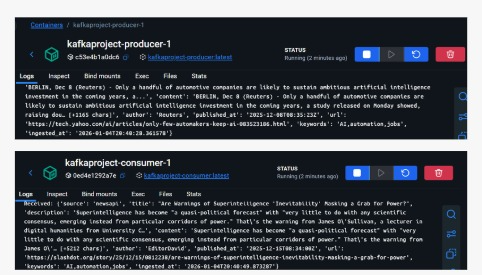 Containers / kafkaproject-producer-1
kafkaproject-producer-1
c53e4b1a0dc6 kafkaproject-producer:latest
STATUS
Running (2 minutes ago)
Logs Inspect Bind mounts Exec Files Stats
'BERLIN, Dec 8 (Reuters) - Only a handful of automotive companies are likely to sustain ambitious artificial intelligence
investment in the coming years, a...', 'content': 'BERLIN, Dec 8 (Reuters) - Only a handful of automotive companies are
likely to sustain ambitious artificial intelligence investment in the coming years, a study released on Monday showed,
raising dou… [+1165 chars]', 'author': 'Reuters', 'published_at': '2025-12-08T08:35:23Z', 'url':
'https://tech.yahoo.com/ai/articles/only-few-automakers-keep-ai-083523186.html', 'keywords': 'AI,automation,jobs',
'ingested_at': '2026-01-04T20:40:28.361578'}
kafkaproject-consumer-1
0ed4e1292a7e kafkaproject-consumer:latest
STATUS
Running (2 minutes ago)
Logs Inspect Bind mounts Exec Files Stats
Received: {'source': 'newsapi', 'title': "Are Warnings of Superintelligence 'Inevitability' Masking a Grab for Power?",
'description': 'Superintelligence has become "a quasi-political forecast" with "very little to do with any scientific
consensus, emerging instead from particular corridors of power." That\'s the warning from James O\'Sullivan, a lecturer in
digital humanities from University C…', 'content': 'Superintelligence has become "a quasi-political forecast" with "very
little to do with any scientific consensus, emerging instead from particular corridors of power." That\'s the warning from
James O\'… [+5212 chars]', 'author': 'EditorDavid', 'published_at': '2025-12-15T08:34:00Z', 'url':
'https://slashdot.org/story/25/12/15/0812230/are-warnings-of-superintelligence-inevitability-masking-a-grab-for-power',
'keywords': 'AI,automation,jobs', 'ingested_at': '2026-01-04T20:40:49.873287'}